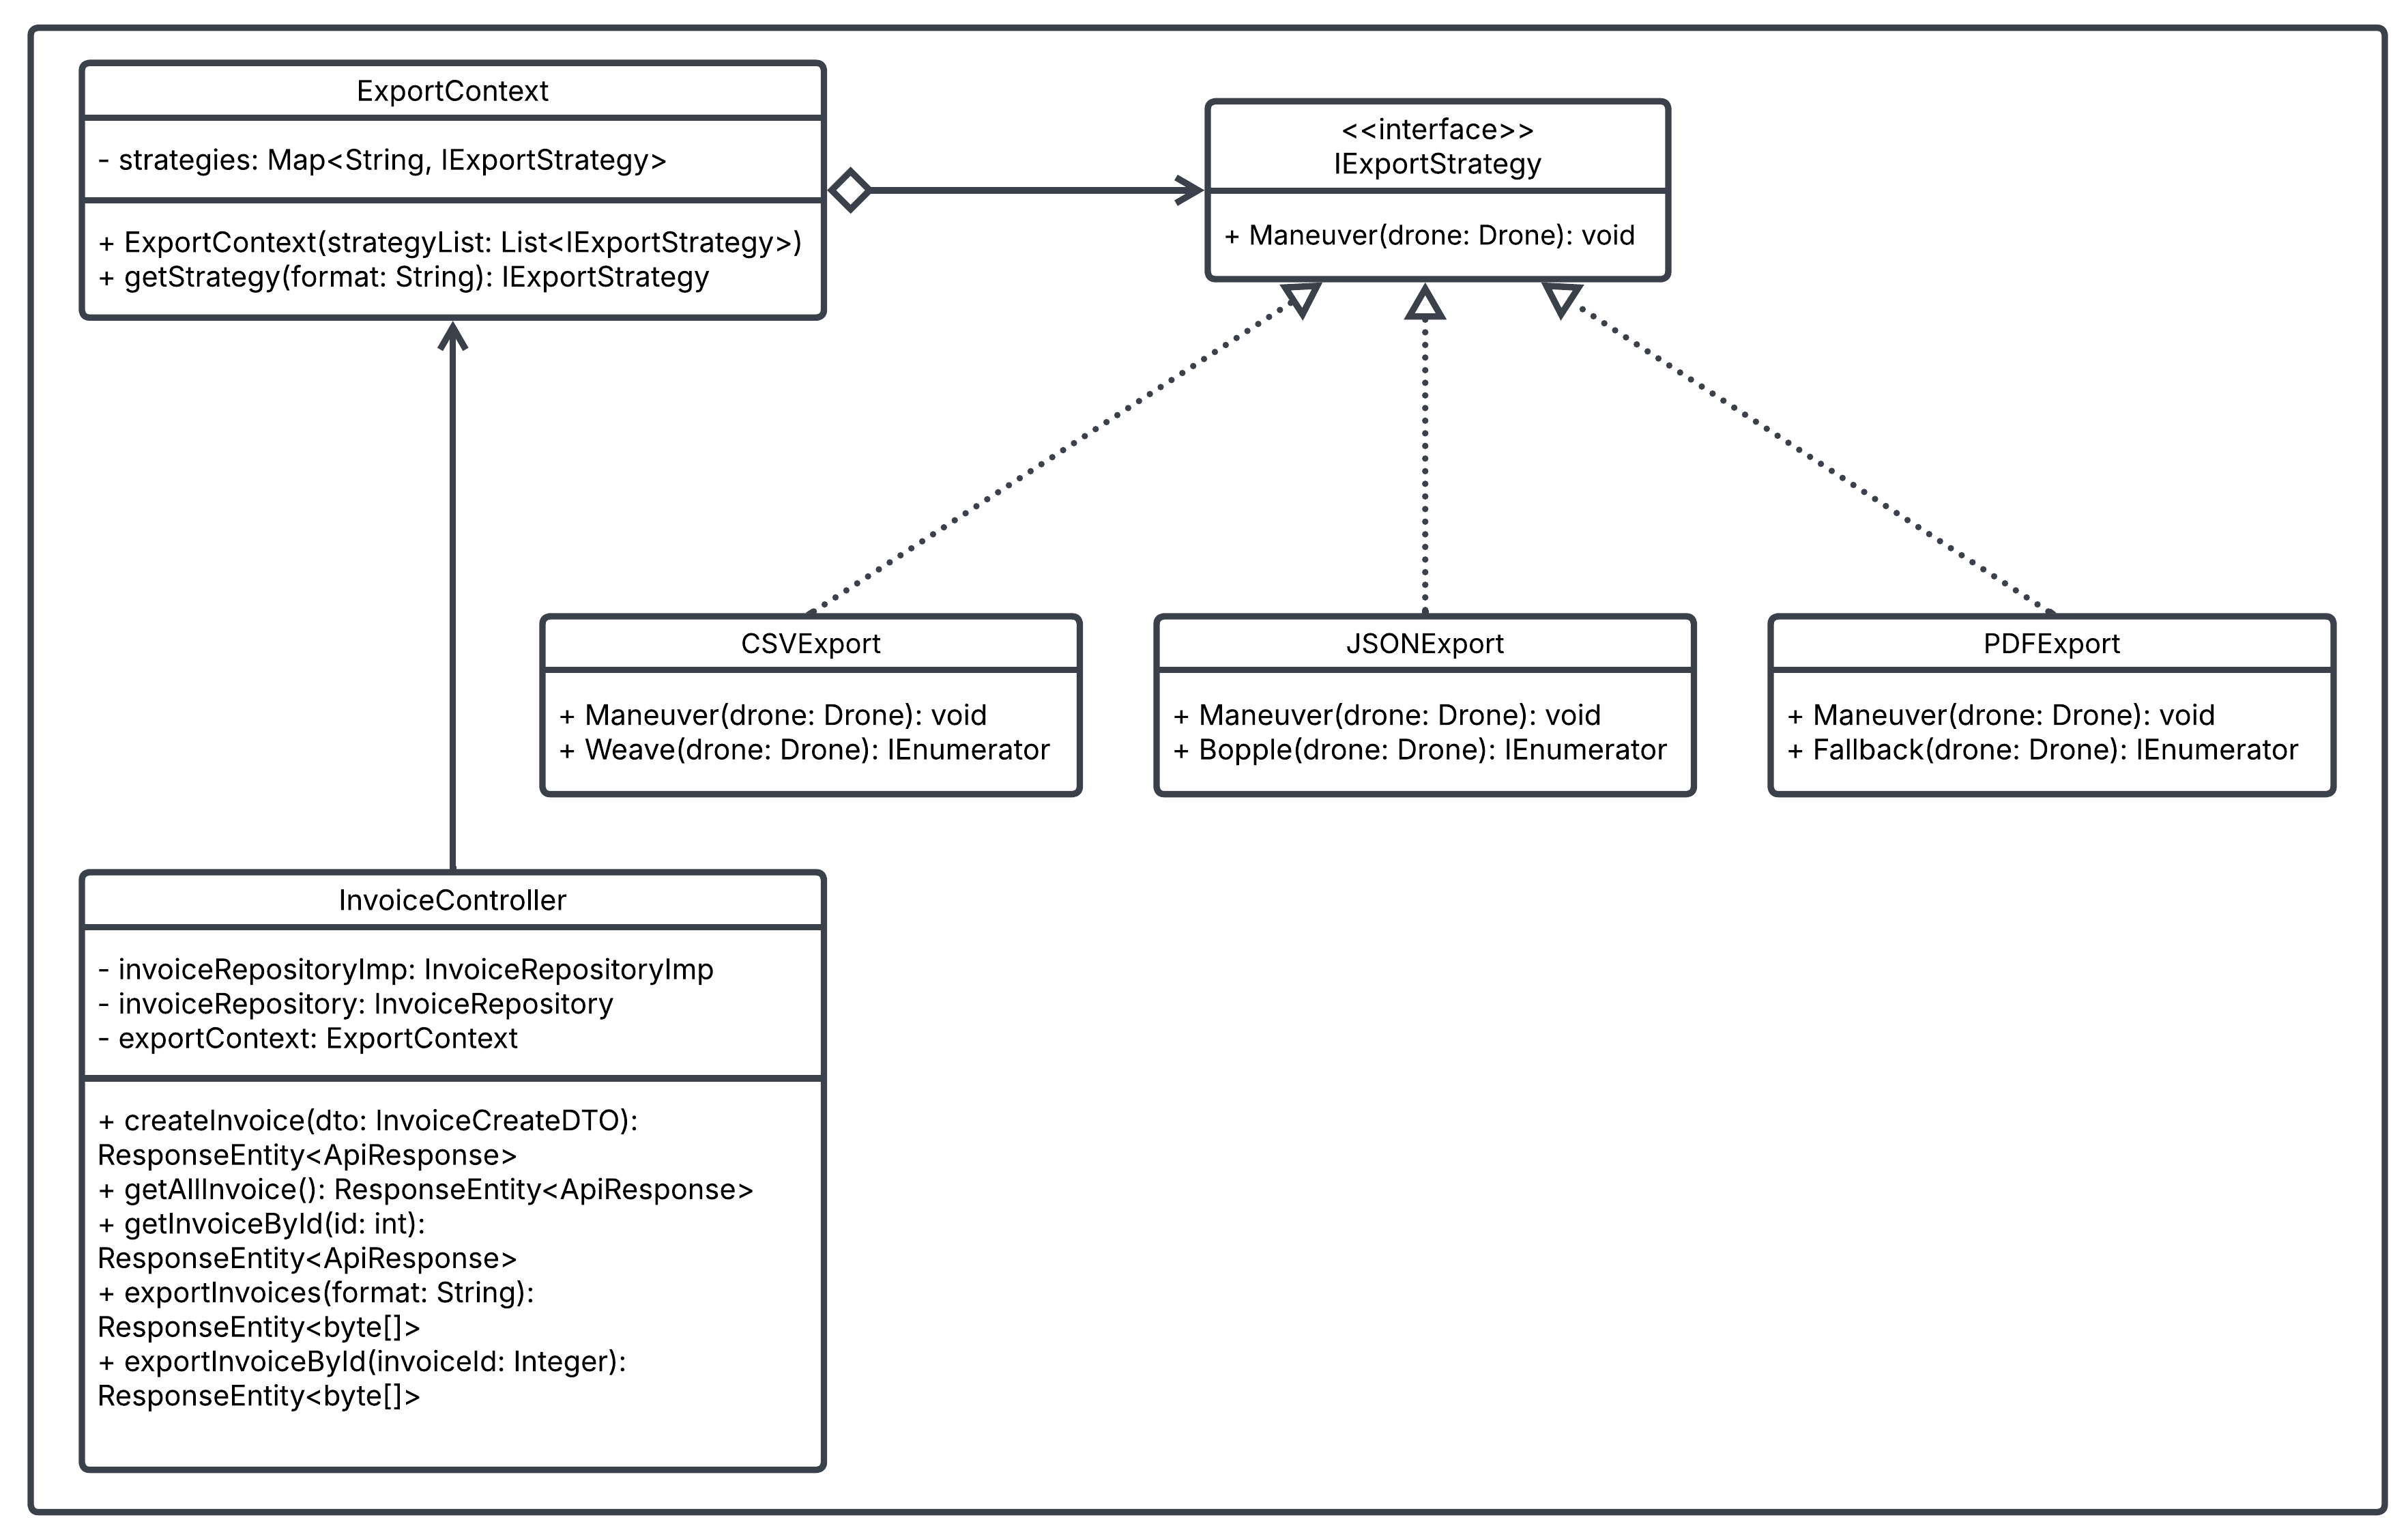 ExportContext
- strategies: Map<String, IExportStrategy>
+ ExportContext(strategyList: List<IExportStrategy>)
+ getStrategy(format: String): IExportStrategy
<<interface>>
IExportStrategy
+ Maneuver(drone: Drone): void
CSVExport
+ Maneuver(drone: Drone): void
+ Weave(drone: Drone): IEnumerator
JSONExport
+ Maneuver(drone: Drone): void
+ Bopple(drone: Drone): IEnumerator
PDFExport
+ Maneuver(drone: Drone): void
+ Fallback(drone: Drone): IEnumerator
InvoiceController
- invoiceRepositoryImp: InvoiceRepositoryImp
- invoiceRepository: InvoiceRepository
- exportContext: ExportContext
+ createInvoice(dto: InvoiceCreateDTO):
ResponseEntity<ApiResponse>
+ getAllInvoice(): ResponseEntity<ApiResponse>
+ getInvoiceById(id: int):
ResponseEntity<ApiResponse>
+ exportInvoices(format: String):
ResponseEntity<byte[]>
+ exportInvoiceById(invoiceId: Integer):
ResponseEntity<byte[]>